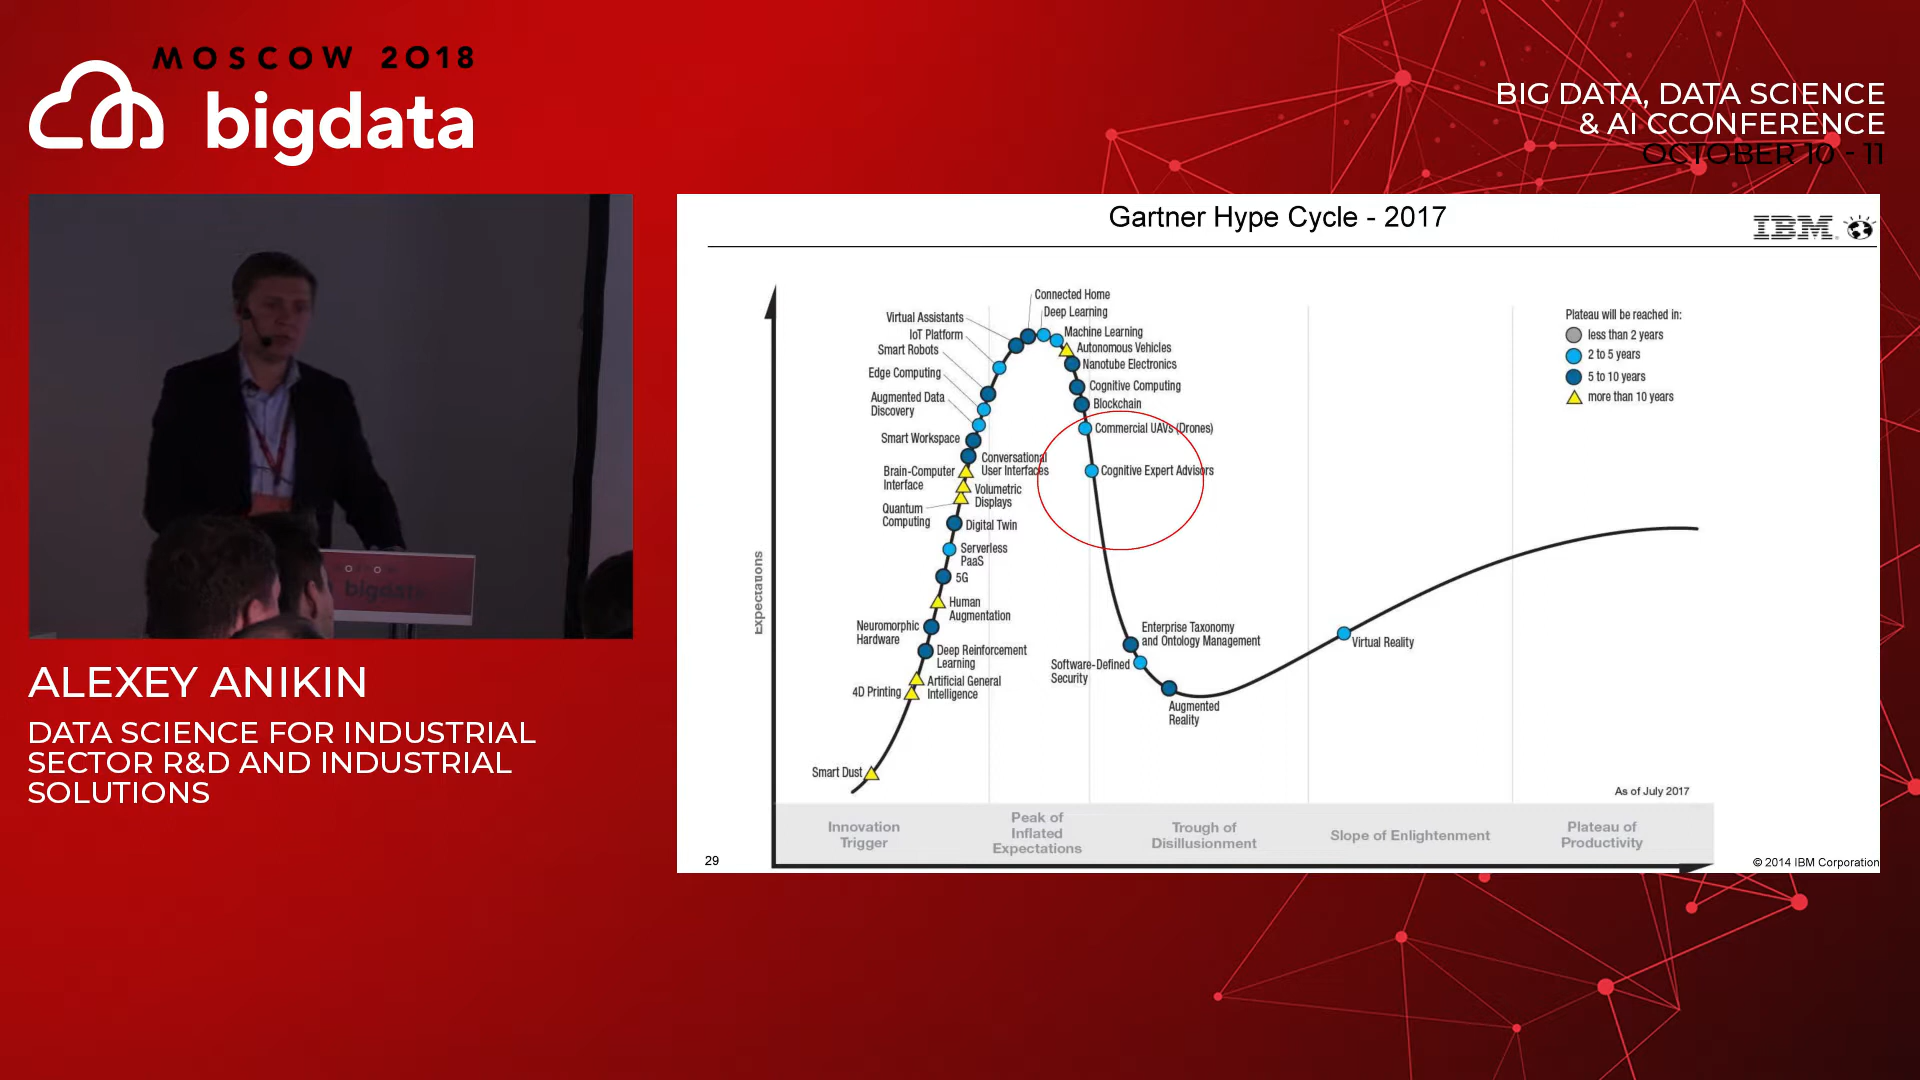 MOSCOW 2018
bigdata
BIG DATA, DATA SCIENCE
& AI CCONFERENCE
OCTOBER 10 - 11
bigdata
ALEXEY ANIKIN
DATA SCIENCE FOR INDUSTRIAL
SECTOR R&D AND INDUSTRIAL
SOLUTIONS
Gartner Hype Cycle - 2017
IBM
Connected Home
Deep Learning
Virtual Assistants
Machine Learning
IoT Platform
Autonomous Vehicles
Smart Robots
Nanotube Electronics
Edge Computing
Cognitive Computing
Augmented Data
Discovery
Blockchain
Commercial UAVs (Drones)
Smart Workspace
Conversational
User Interfaces
Brain-Computer
Interface
Cognitive Expert Advisors
Volumetric
Displays
Quantum
Computing
Digital Twin
Serverless
PaaS
5G
Human
Augmentation
Neuromorphic
Hardware
Deep Reinforcement
Learning
Artificial General
Intelligence
4D Printing
Smart Dust
Enterprise Taxonomy
and Ontology Management
Software-Defined
Security
Augmented
Reality
Virtual Reality
Plateau will be reached in:
less than 2 years
2 to 5 years
5 to 10 years
more than 10 years
Expectations
As of July 2017
Innovation
Trigger
Peak of
Inflated
Expectations
Trough of
Disillusionment
Slope of Enlightenment
Plateau of
Productivity
29
© 2014 IBM Corporation